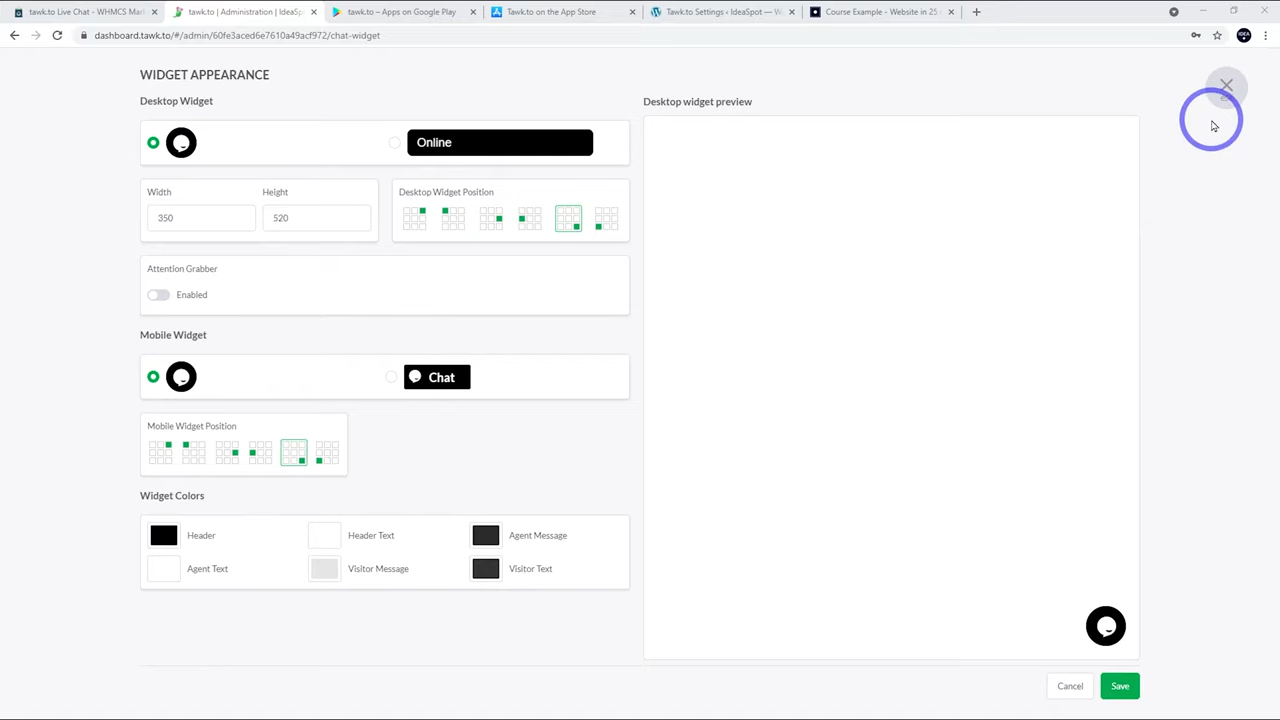 tawk.to Live Chat - WHMCS Mark
tawk.to | Administration | IdeaSp
tawk.to – Apps on Google Play
Tawk.to on the App Store
Tawk.to Settings ‹ IdeaSpot — W
Course Example - Website in 25
dashboard.tawk.to/#/admin/60fe3aced6e7610a49acf972/chat-widget
IDEA
WIDGET APPEARANCE
Desktop Widget
Desktop widget preview
Online
Width
Height
Desktop Widget Position
350
520
Attention Grabber
Enabled
Mobile Widget
Chat
Mobile Widget Position
Widget Colors
Header
Header Text
Agent Message
Agent Text
Visitor Message
Visitor Text
Cancel
Save